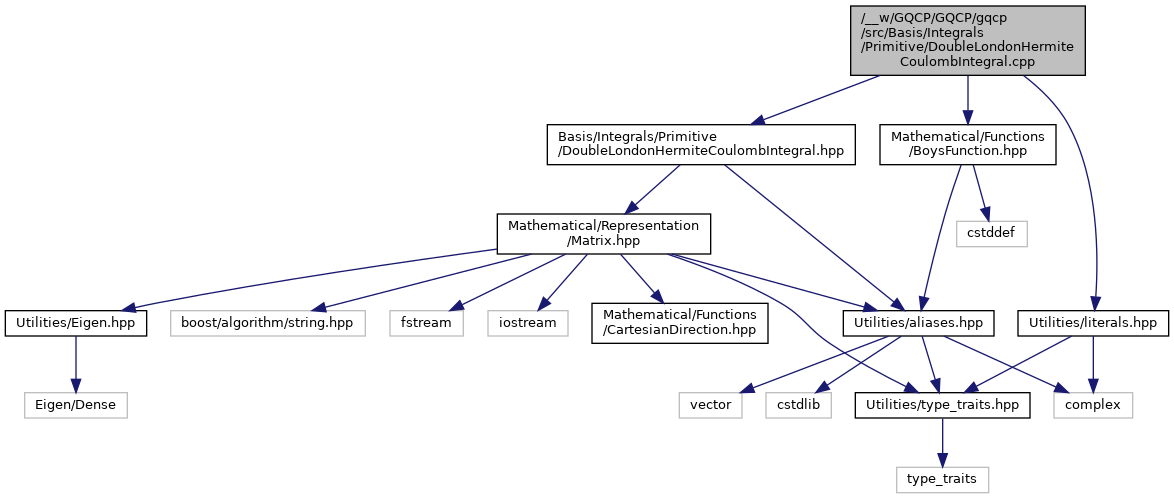 /__w/GQCP/GQCP/gqcp
/src/Basis/Integrals
/Primitive/DoubleLondonHermite
CoulombIntegral.cpp
Basis/Integrals/Primitive
/DoubleLondonHermiteCoulombIntegral.hpp
Mathematical/Functions
/BoysFunction.hpp
Mathematical/Representation
/Matrix.hpp
cstddef
Utilities/Eigen.hpp
boost/algorithm/string.hpp
fstream
iostream
Mathematical/Functions
/CartesianDirection.hpp
Utilities/aliases.hpp
Utilities/literals.hpp
Eigen/Dense
vector
cstdlib
Utilities/type_traits.hpp
complex
type_traits